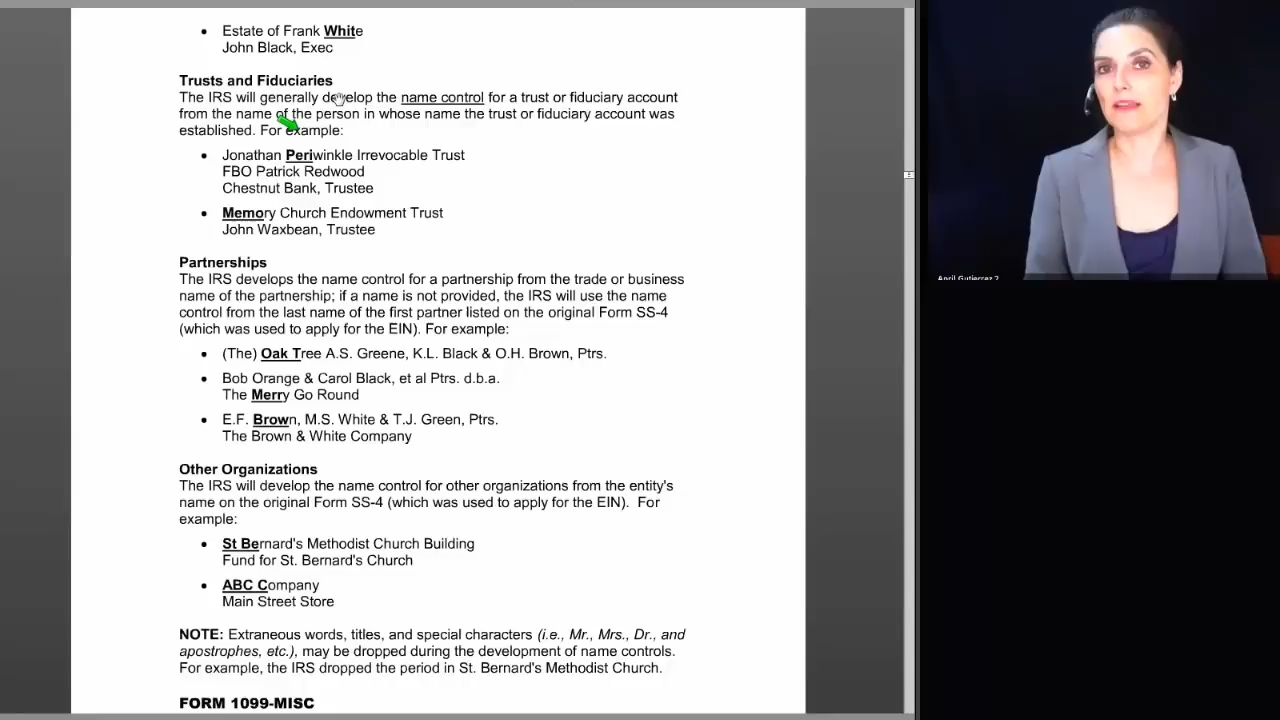 Estate of Frank White
John Black, Exec
Trusts and Fiduciaries
The IRS will generally develop the name control for a trust or fiduciary account
from the name of the person in whose name the trust or fiduciary account was
established. For example:
Jonathan Periwinkle Irrevocable Trust
FBO Patrick Redwood
Chestnut Bank, Trustee
Memory Church Endowment Trust
John Waxbean, Trustee
Partnerships
The IRS develops the name control for a partnership from the trade or business
name of the partnership; if a name is not provided, the IRS will use the name
control from the last name of the first partner listed on the original Form SS-4
(which was used to apply for the EIN). For example:
(The) Oak Tree A.S. Greene, K.L. Black & O.H. Brown, Ptrs.
Bob Orange & Carol Black, et al Ptrs. d.b.a.
The Merry Go Round
E.F. Brown, M.S. White & T.J. Green, Ptrs.
The Brown & White Company
Other Organizations
The IRS will develop the name control for other organizations from the entity's
name on the original Form SS-4 (which was used to apply for the EIN).  For
example:
St Bernard's Methodist Church Building
Fund for St. Bernard's Church
ABC Company
Main Street Store
NOTE: Extraneous words, titles, and special characters (i.e., Mr., Mrs., Dr., and
apostrophes, etc.), may be dropped during the development of name controls.
For example, the IRS dropped the period in St. Bernard's Methodist Church.
FORM 1099-MISC
April Gutierrez 2